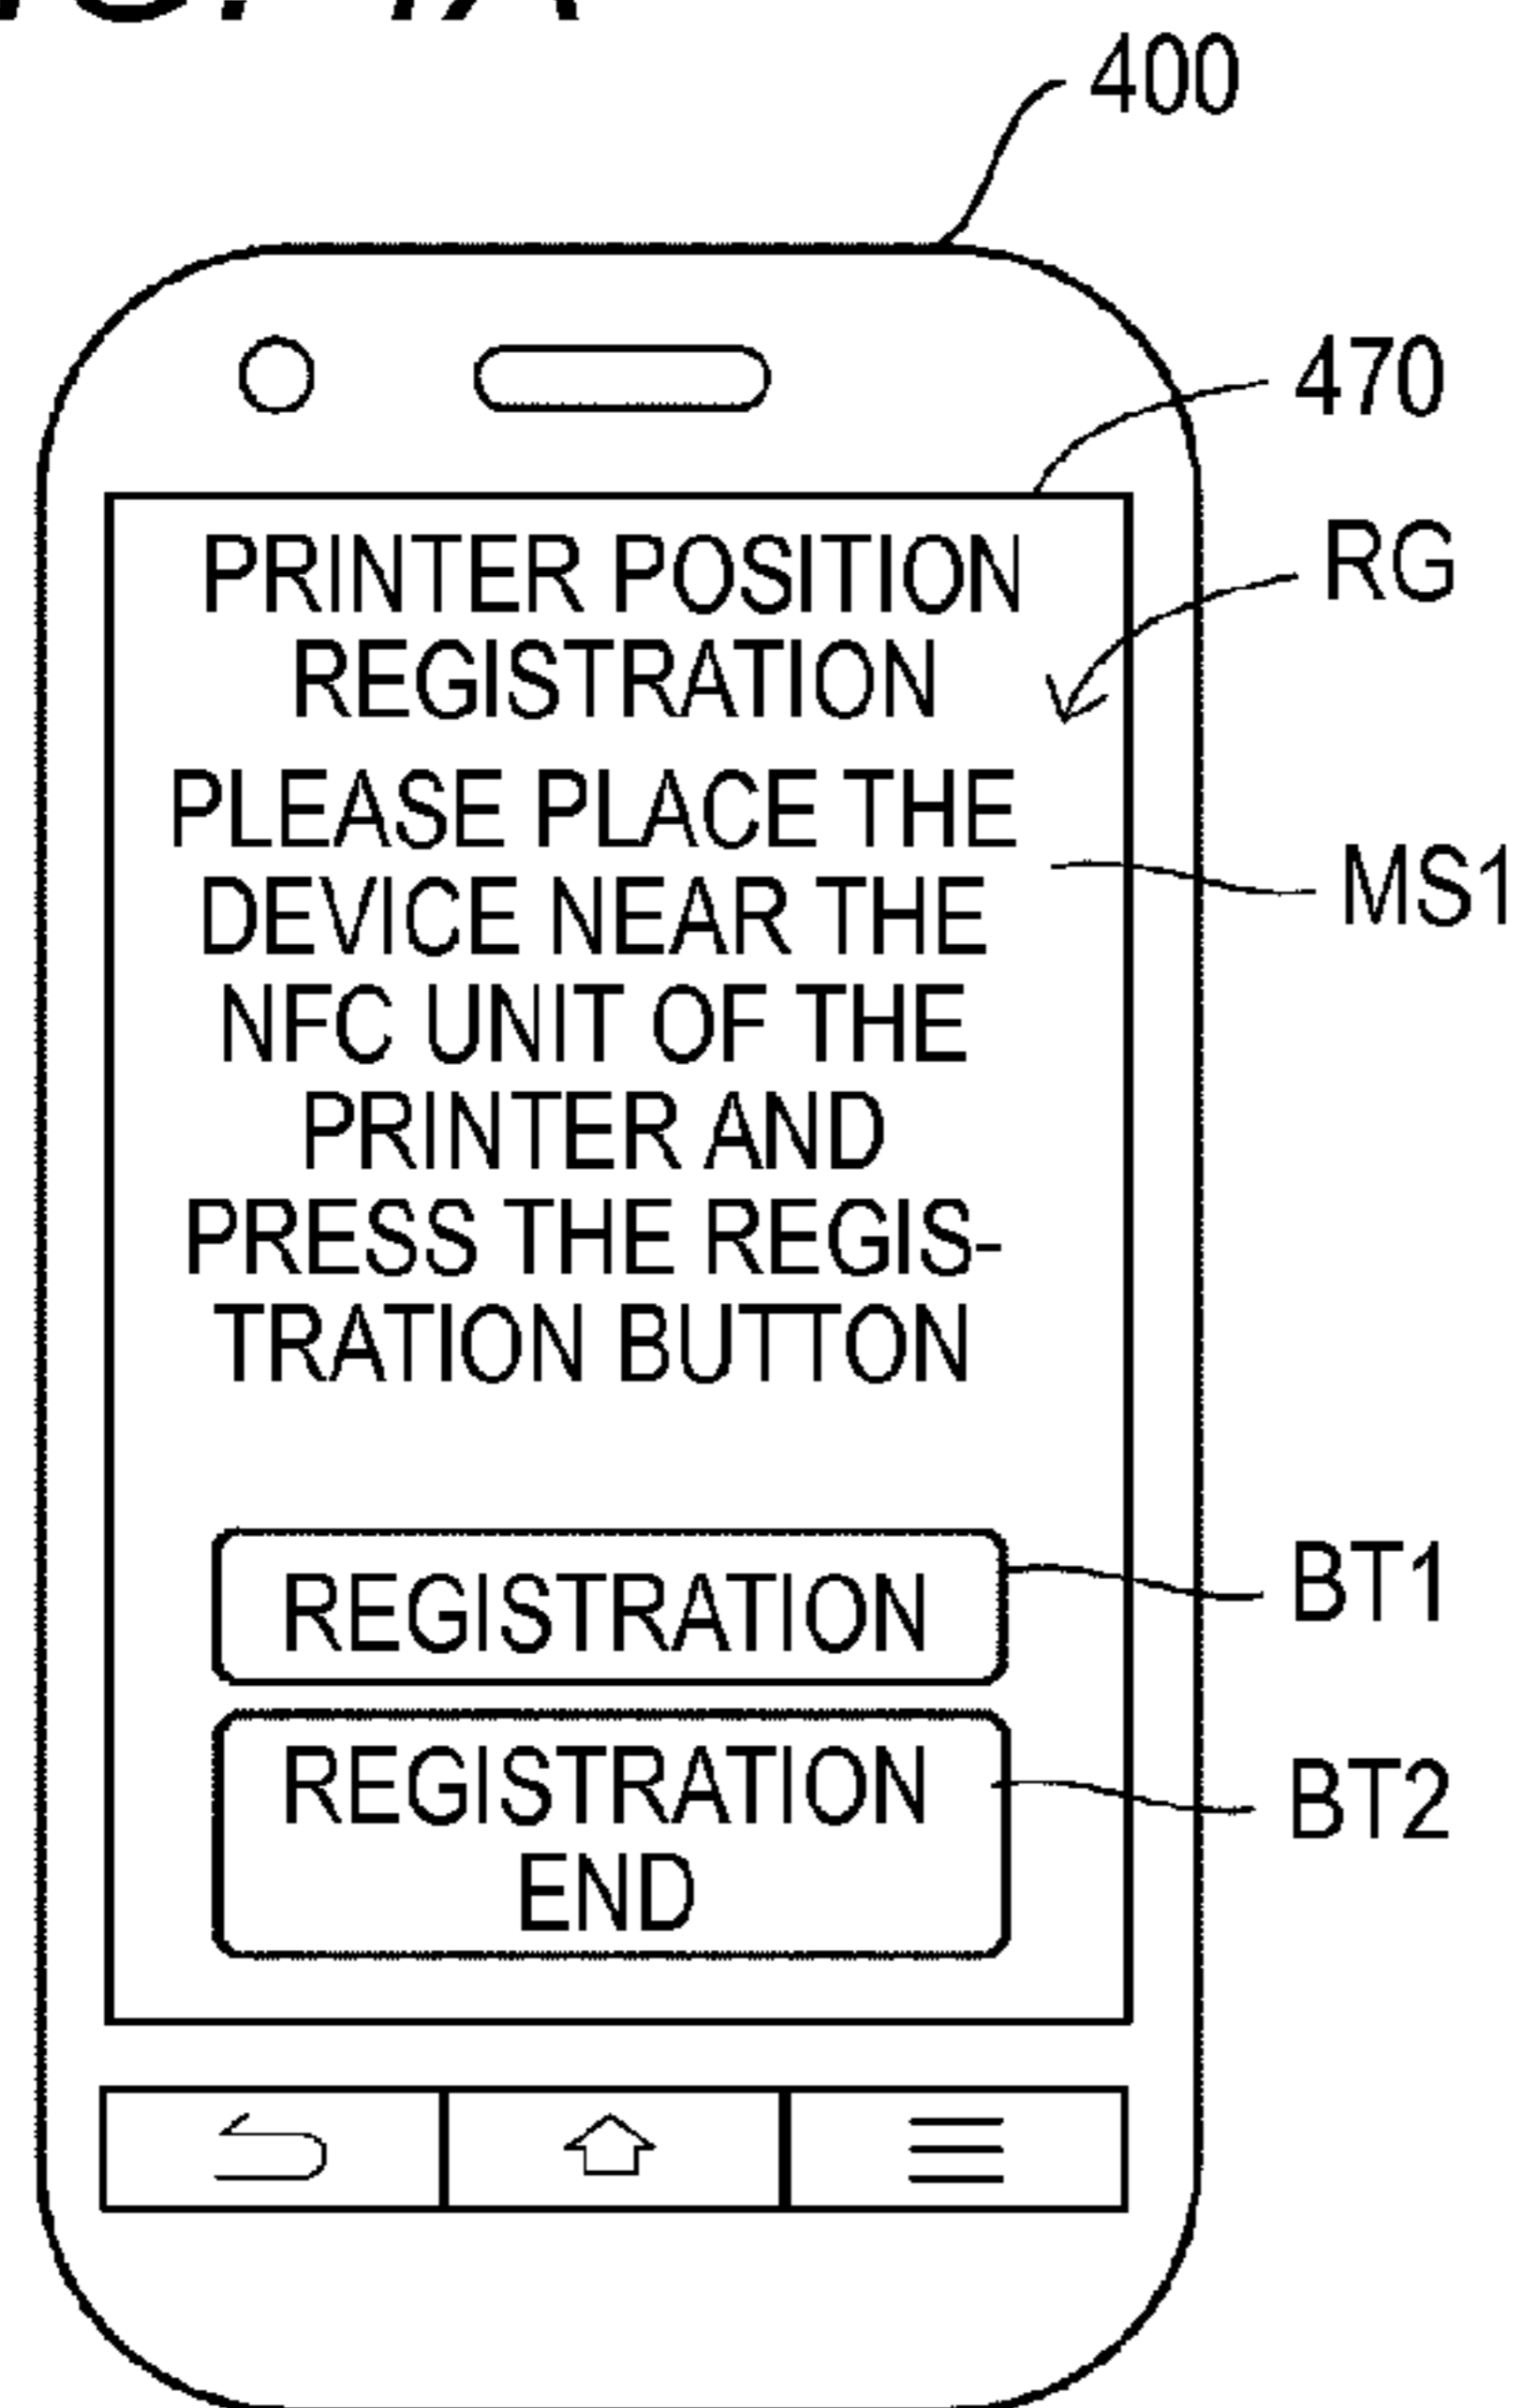 400
470
PRINTER POSITION
REGISTRATION
RG
PLEASE PLACE THE
DEVICE NEAR THE
NFC UNIT OF THE
PRINTER AND
PRESS THE REGIS-
TRATION BUTTON
MS1
REGISTRATION
BT1
REGISTRATION
END
BT2